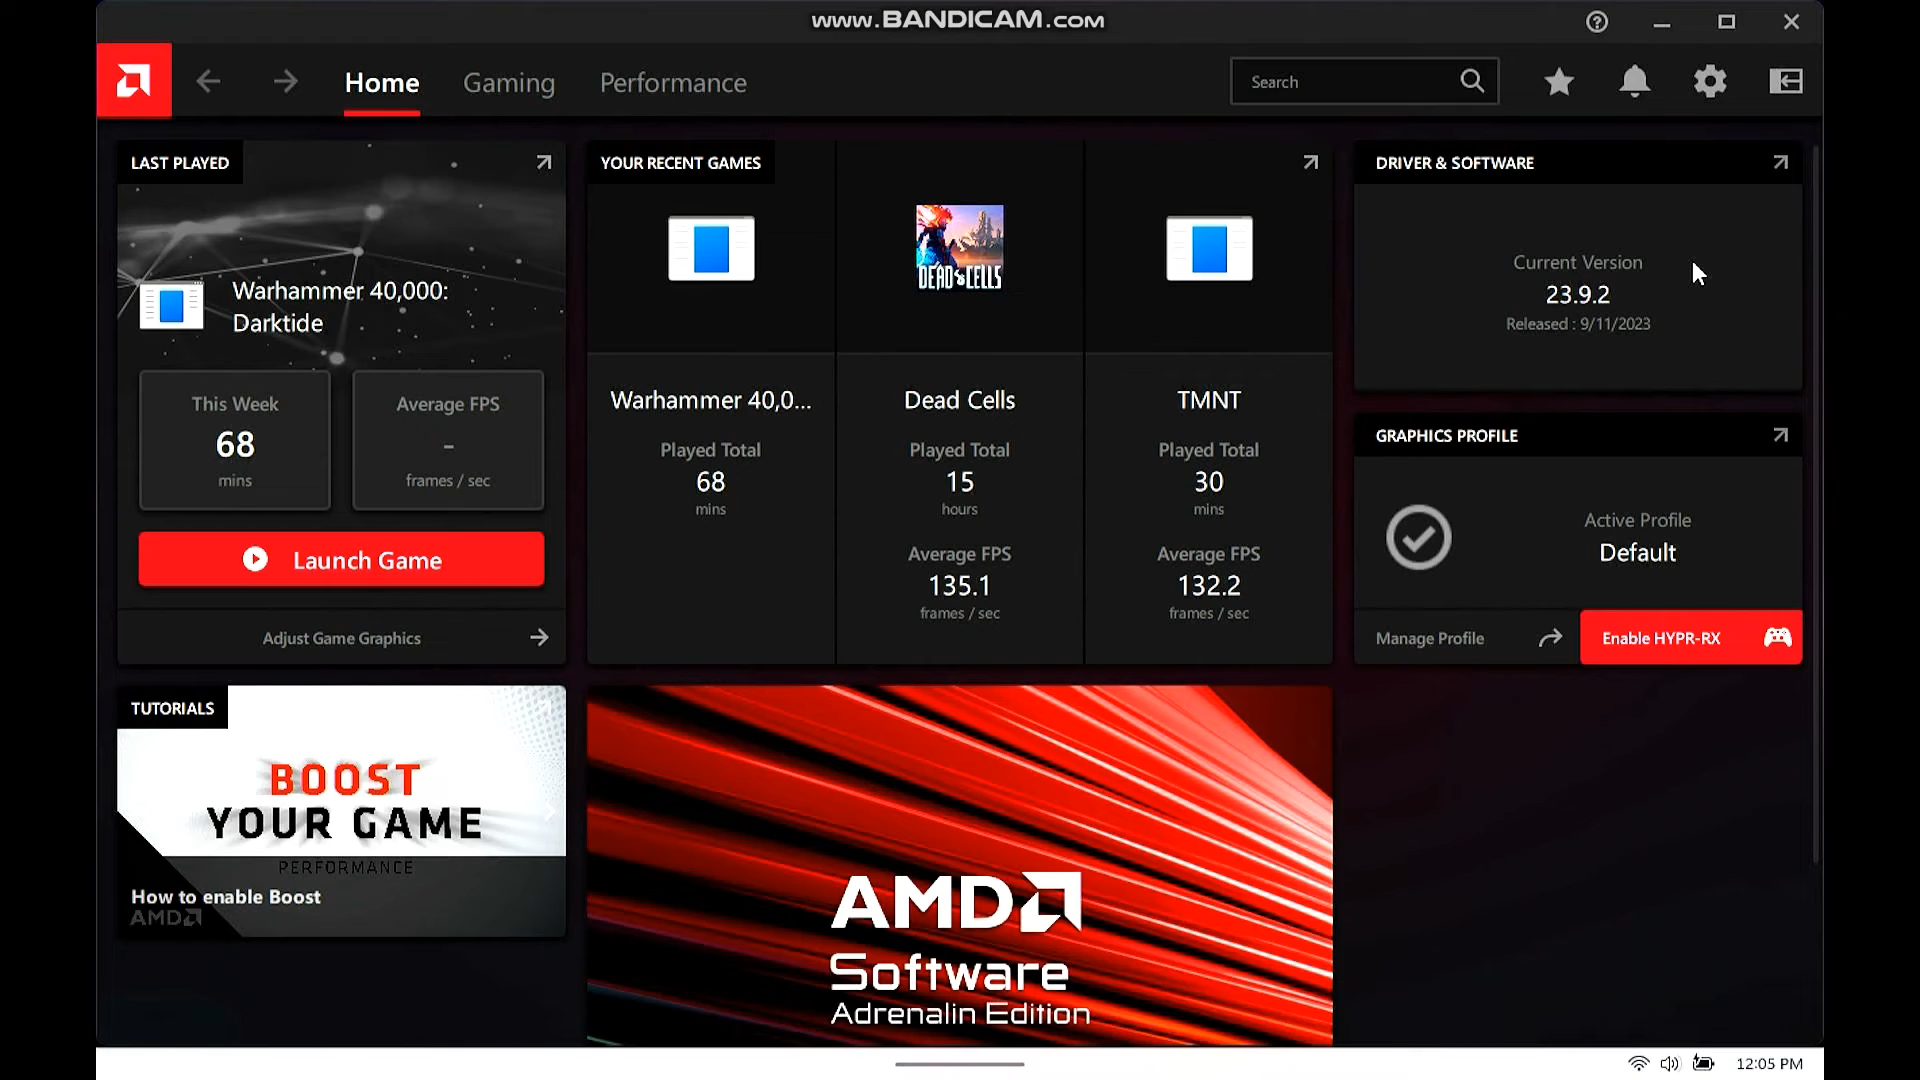 www.BANDICAM.com
Home
Gaming
Performance
Search
LAST PLAYED
Warhammer 40,000:
Darktide
This Week
68
mins
Average FPS
-
frames / sec
Launch Game
Adjust Game Graphics
YOUR RECENT GAMES
DEAD CELLS
Warhammer 40,0...
Played Total
68
mins
Dead Cells
Played Total
15
hours
Average FPS
135.1
frames / sec
TMNT
Played Total
30
mins
Average FPS
132.2
frames / sec
DRIVER & SOFTWARE
Current Version
23.9.2
Released : 9/11/2023
GRAPHICS PROFILE
Active Profile
Default
Manage Profile
Enable HYPR-RX
TUTORIALS
BOOST
YOUR GAME
PERFORMANCE
How to enable Boost
AMD
AMD
Software
Adrenalin Edition
12:05 PM